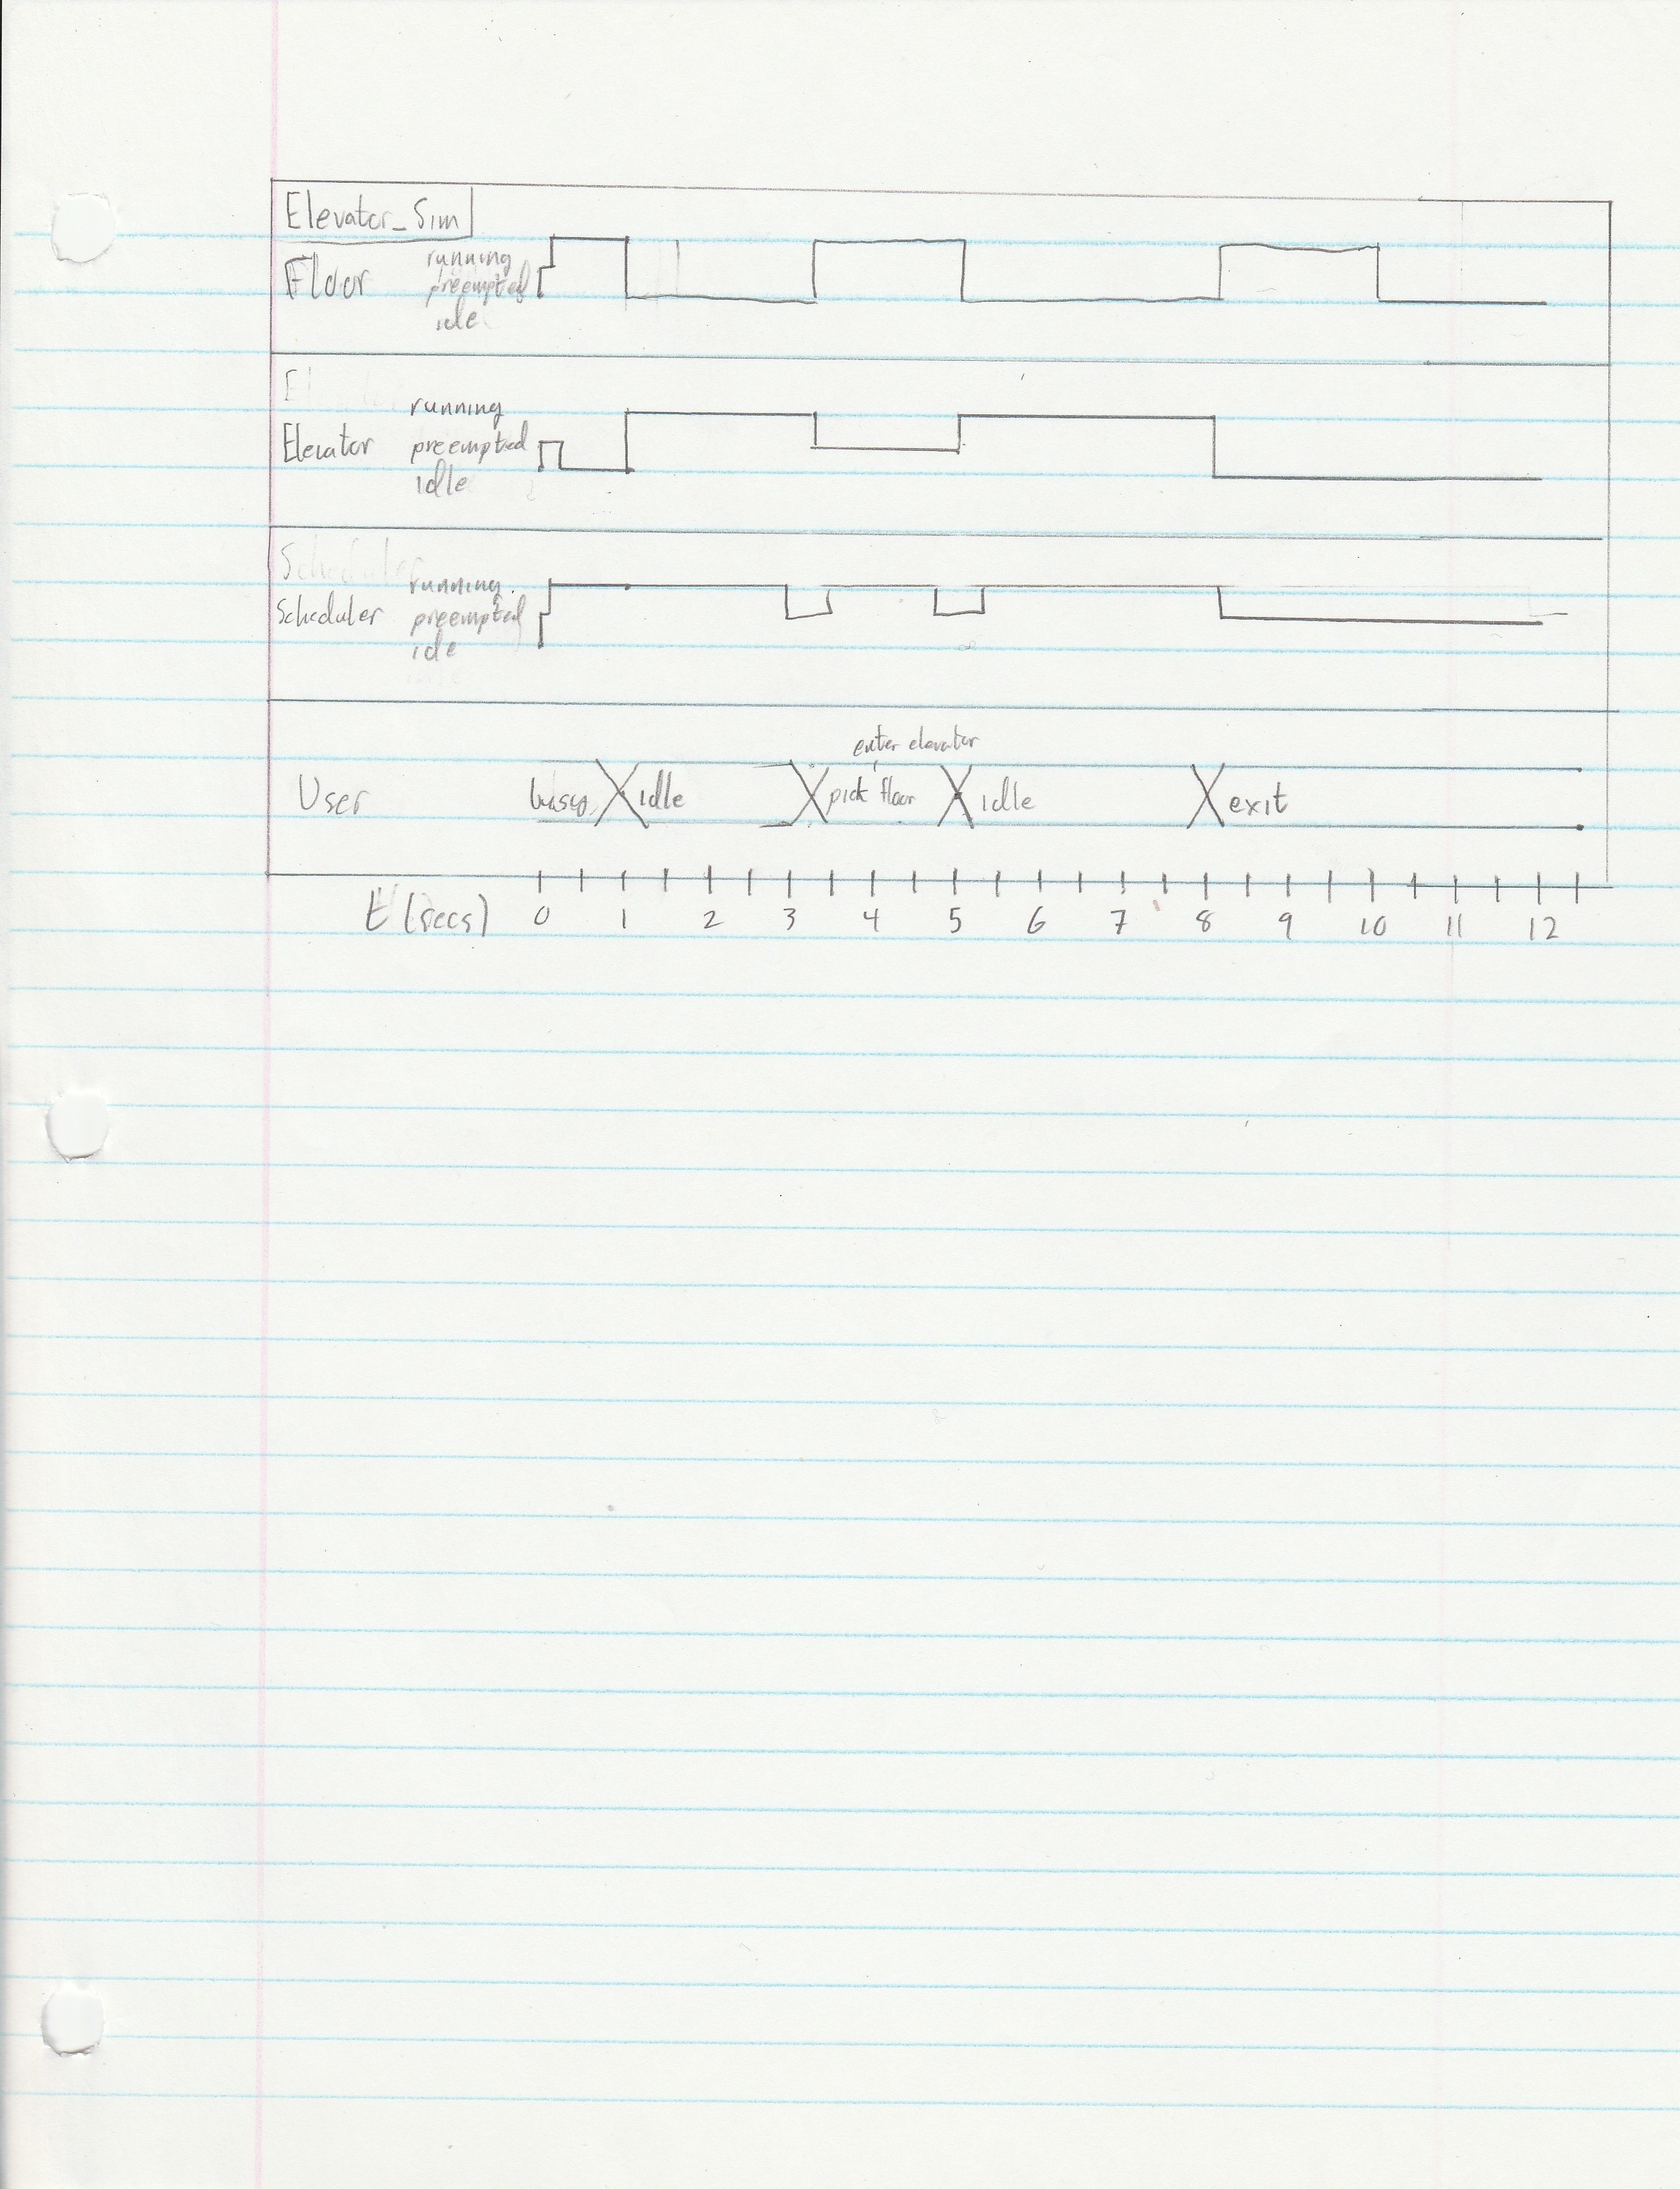 Elevator_Sim
Floor
running
preempted
idle
Elevator
running
preempted
idle
Scheduler
Scheduler
running
preempted
idle
enter elevator
User
idle pick floor idle exit
t (secs) 0 1 2 3 4 5 6 7 8 9 10 11 12